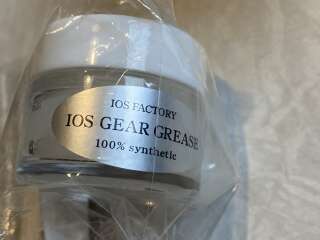 IOS FACTORY
IOS GEAR GREASE
100% synthetic